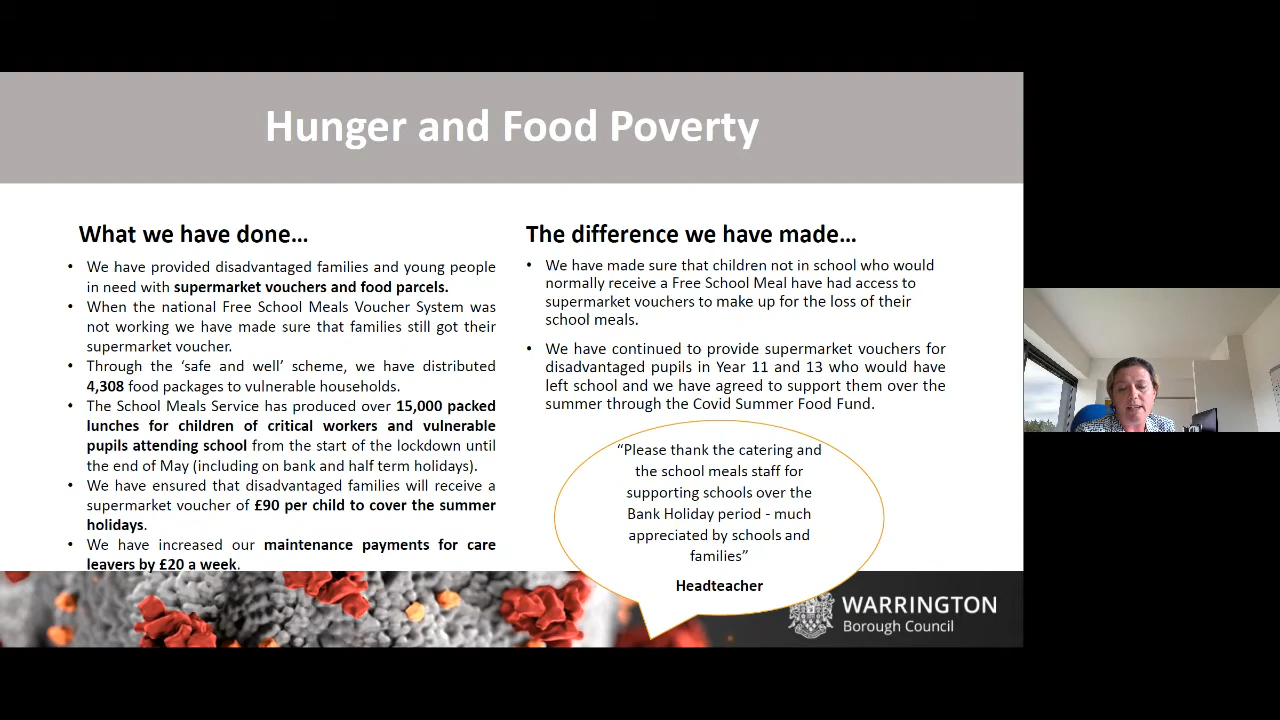 Hunger and Food Poverty
What we have done...
• We have provided disadvantaged families and young people
in need with supermarket vouchers and food parcels.
• When the national Free School Meals Voucher System was
not working we have made sure that families still got their
supermarket voucher.
• Through the ‘safe and well’ scheme, we have distributed
4,308 food packages to vulnerable households.
• The School Meals Service has produced over 15,000 packed
lunches for children of critical workers and vulnerable
pupils attending school from the start of the lockdown until
the end of May (including on bank and half term holidays).
• We have ensured that disadvantaged families will receive a
supermarket voucher of £90 per child to cover the summer
holidays.
• We have increased our maintenance payments for care
leavers by £20 a week.
The difference we have made...
• We have made sure that children not in school who would
normally receive a Free School Meal have had access to
supermarket vouchers to make up for the loss of their
school meals.
• We have continued to provide supermarket vouchers for
disadvantaged pupils in Year 11 and 13 who would have
left school and we have agreed to support them over the
summer through the Covid Summer Food Fund.
“Please thank the catering and
the school meals staff for
supporting schools over the
Bank Holiday period - much
appreciated by schools and
families”
Headteacher
WARRINGTON
Borough Council